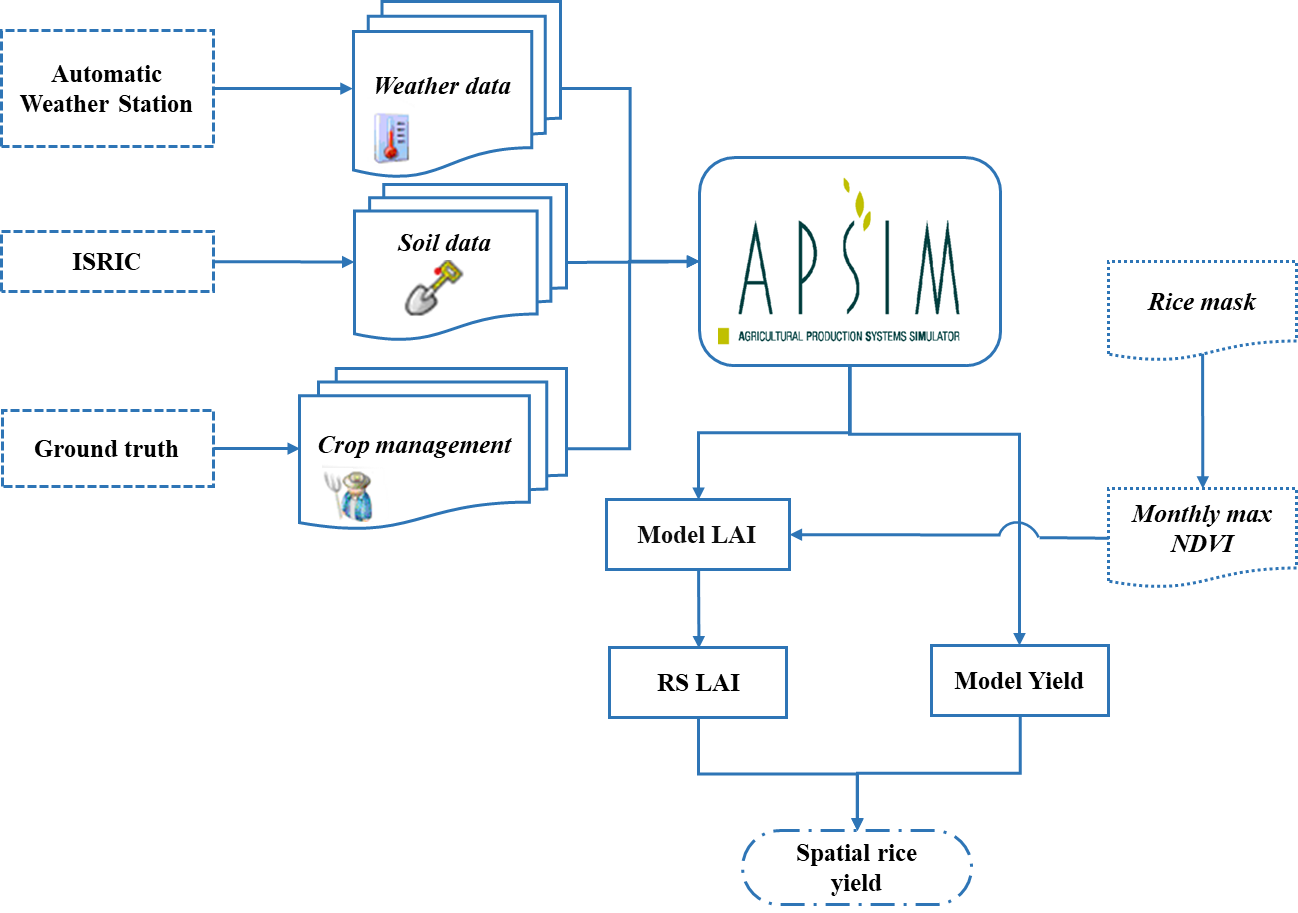 Automatic
Weather Station
Weather data
ISRIC
Soil data
Ground truth
Crop management
APSIM
AGRICULTURAL PRODUCTION SYSTEMS SIMULATOR
Rice mask
Monthly max
NDVI
Model LAI
RS LAI
Model Yield
Spatial rice
yield